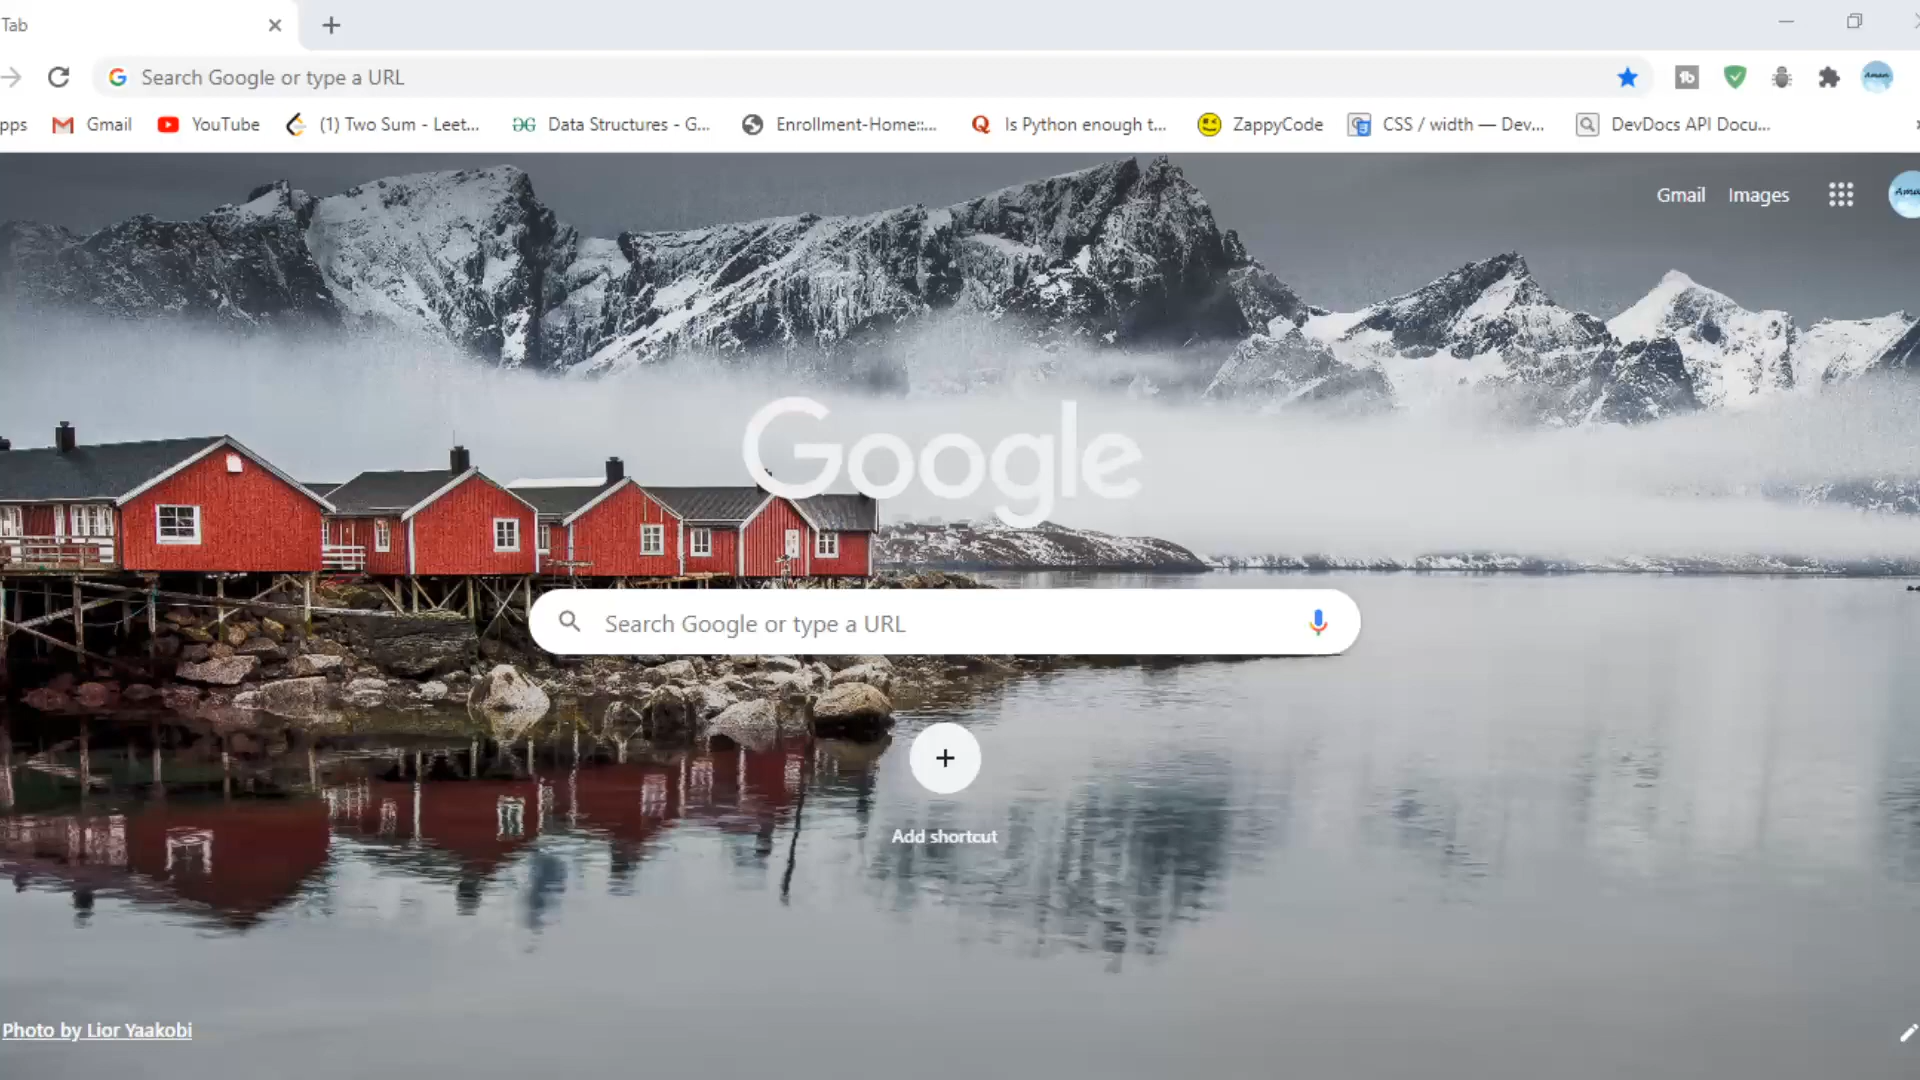 Tab
Search Google or type a URL
pps Gmail YouTube (1) Two Sum - Leet... Data Structures - G... Enrollment-Home::... Is Python enough t... ZappyCode CSS / width — Dev... DevDocs API Docu...
Gmail Images
Google
Search Google or type a URL
Add shortcut
Photo by Lior Yaakobi